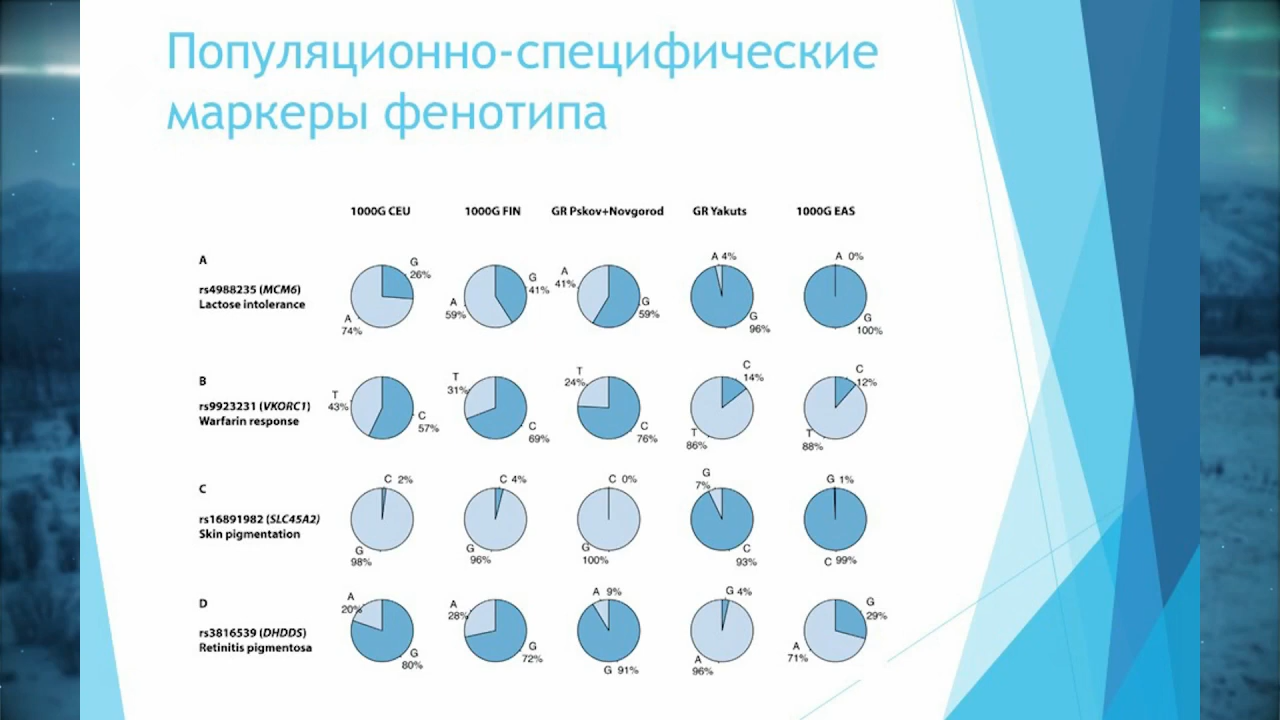 Популяционно-специфические
маркеры фенотипа
1000G CEU 1000G FIN GR Pskov+Novgorod GR Yakuts 1000G EAS
A
rs4988235 (MCM6)
Lactose intolerance
G 26%
A 74%
G 41%
A 59%
A 41%
G 59%
A 4%
G 96%
A 0%
G 100%
B
rs9923231 (VKORC1)
Warfarin response
T 43%
C 57%
T 31%
C 69%
T 24%
C 76%
C 14%
T 86%
C 12%
T 88%
C
rs16891982 (SLC45A2)
Skin pigmentation
C 2%
G 98%
C 4%
G 96%
C 0%
G 100%
G 7%
C 93%
G 1%
C 99%
D
rs3816539 (DHDDS)
Retinitis pigmentosa
A 20%
G 80%
A 28%
G 72%
A 9%
G 91%
G 4%
A 96%
G 29%
A 71%